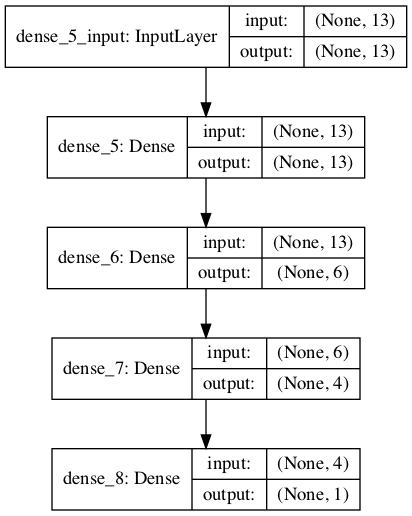 dense_5_input: InputLayer
input: (None, 13)
output: (None, 13)
dense_5: Dense
input: (None, 13)
output: (None, 13)
dense_6: Dense
input: (None, 13)
output: (None, 6)
dense_7: Dense
input: (None, 6)
output: (None, 4)
dense_8: Dense
input: (None, 4)
output: (None, 1)